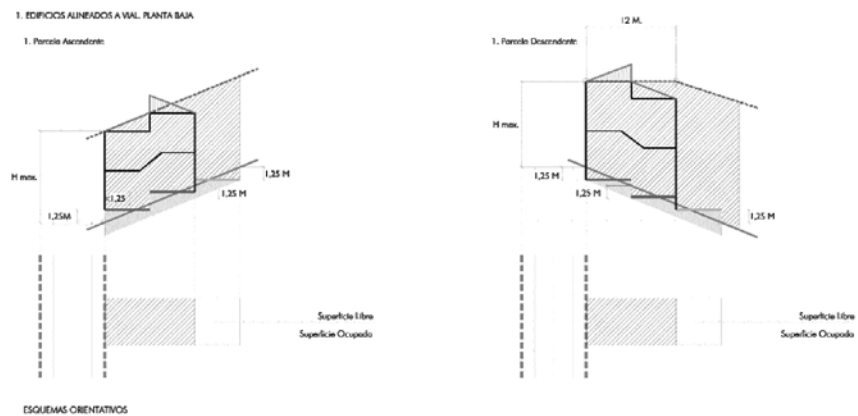 1. EDIFICIOS ALINEADOS A VIAL. PLANTA BAJA
1. Parcela Ascendente
H max.
1,25M
<1,25
1,25 M
1,25 M
Superficie Libre
Superficie Ocupada
1. Parcela Descendente
12 M.
H max.
1,25 M
1,25 M
1,25 M
Superficie Libre
Superficie Ocupada
ESQUEMAS ORIENTATIVOS